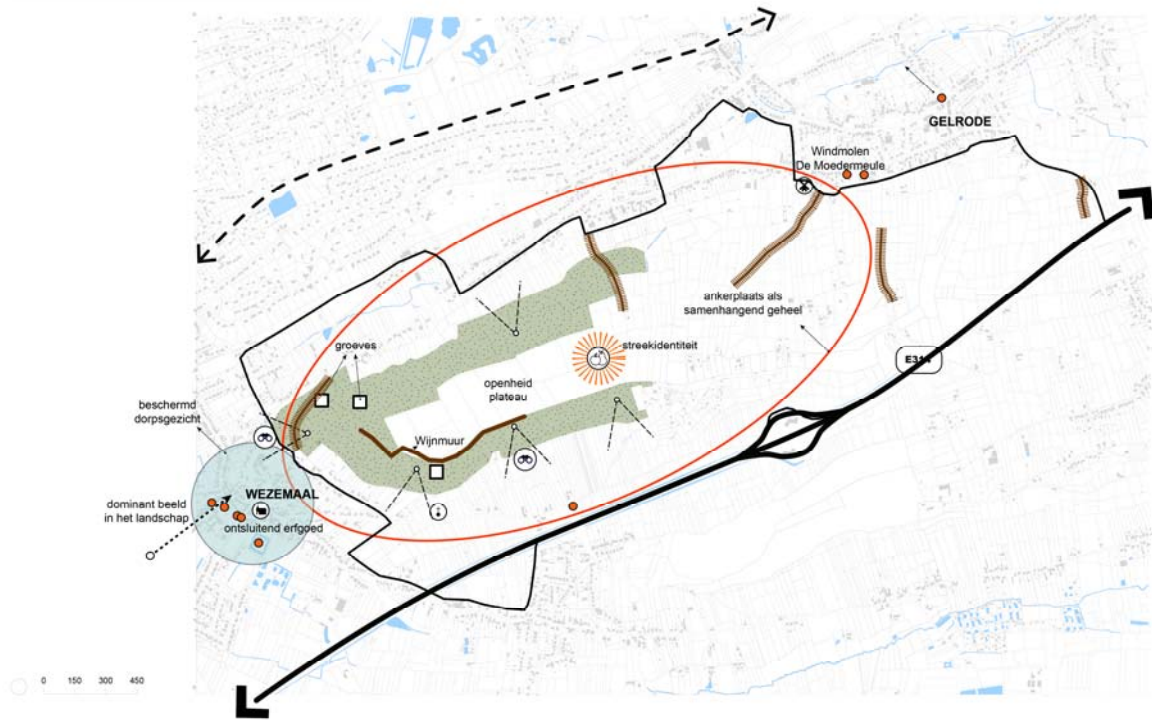 GELRODE
Windmolen
De Moedermeule
ankerplaats als
samenhangend geheel
streekidentiteit
groeves
openheid
plateau
beschermd
dorpsgezicht
Wijnmuur
WEZEMAAL
dominant beeld
in het landschap
ontsluitend erfgoed
0 150 300 450